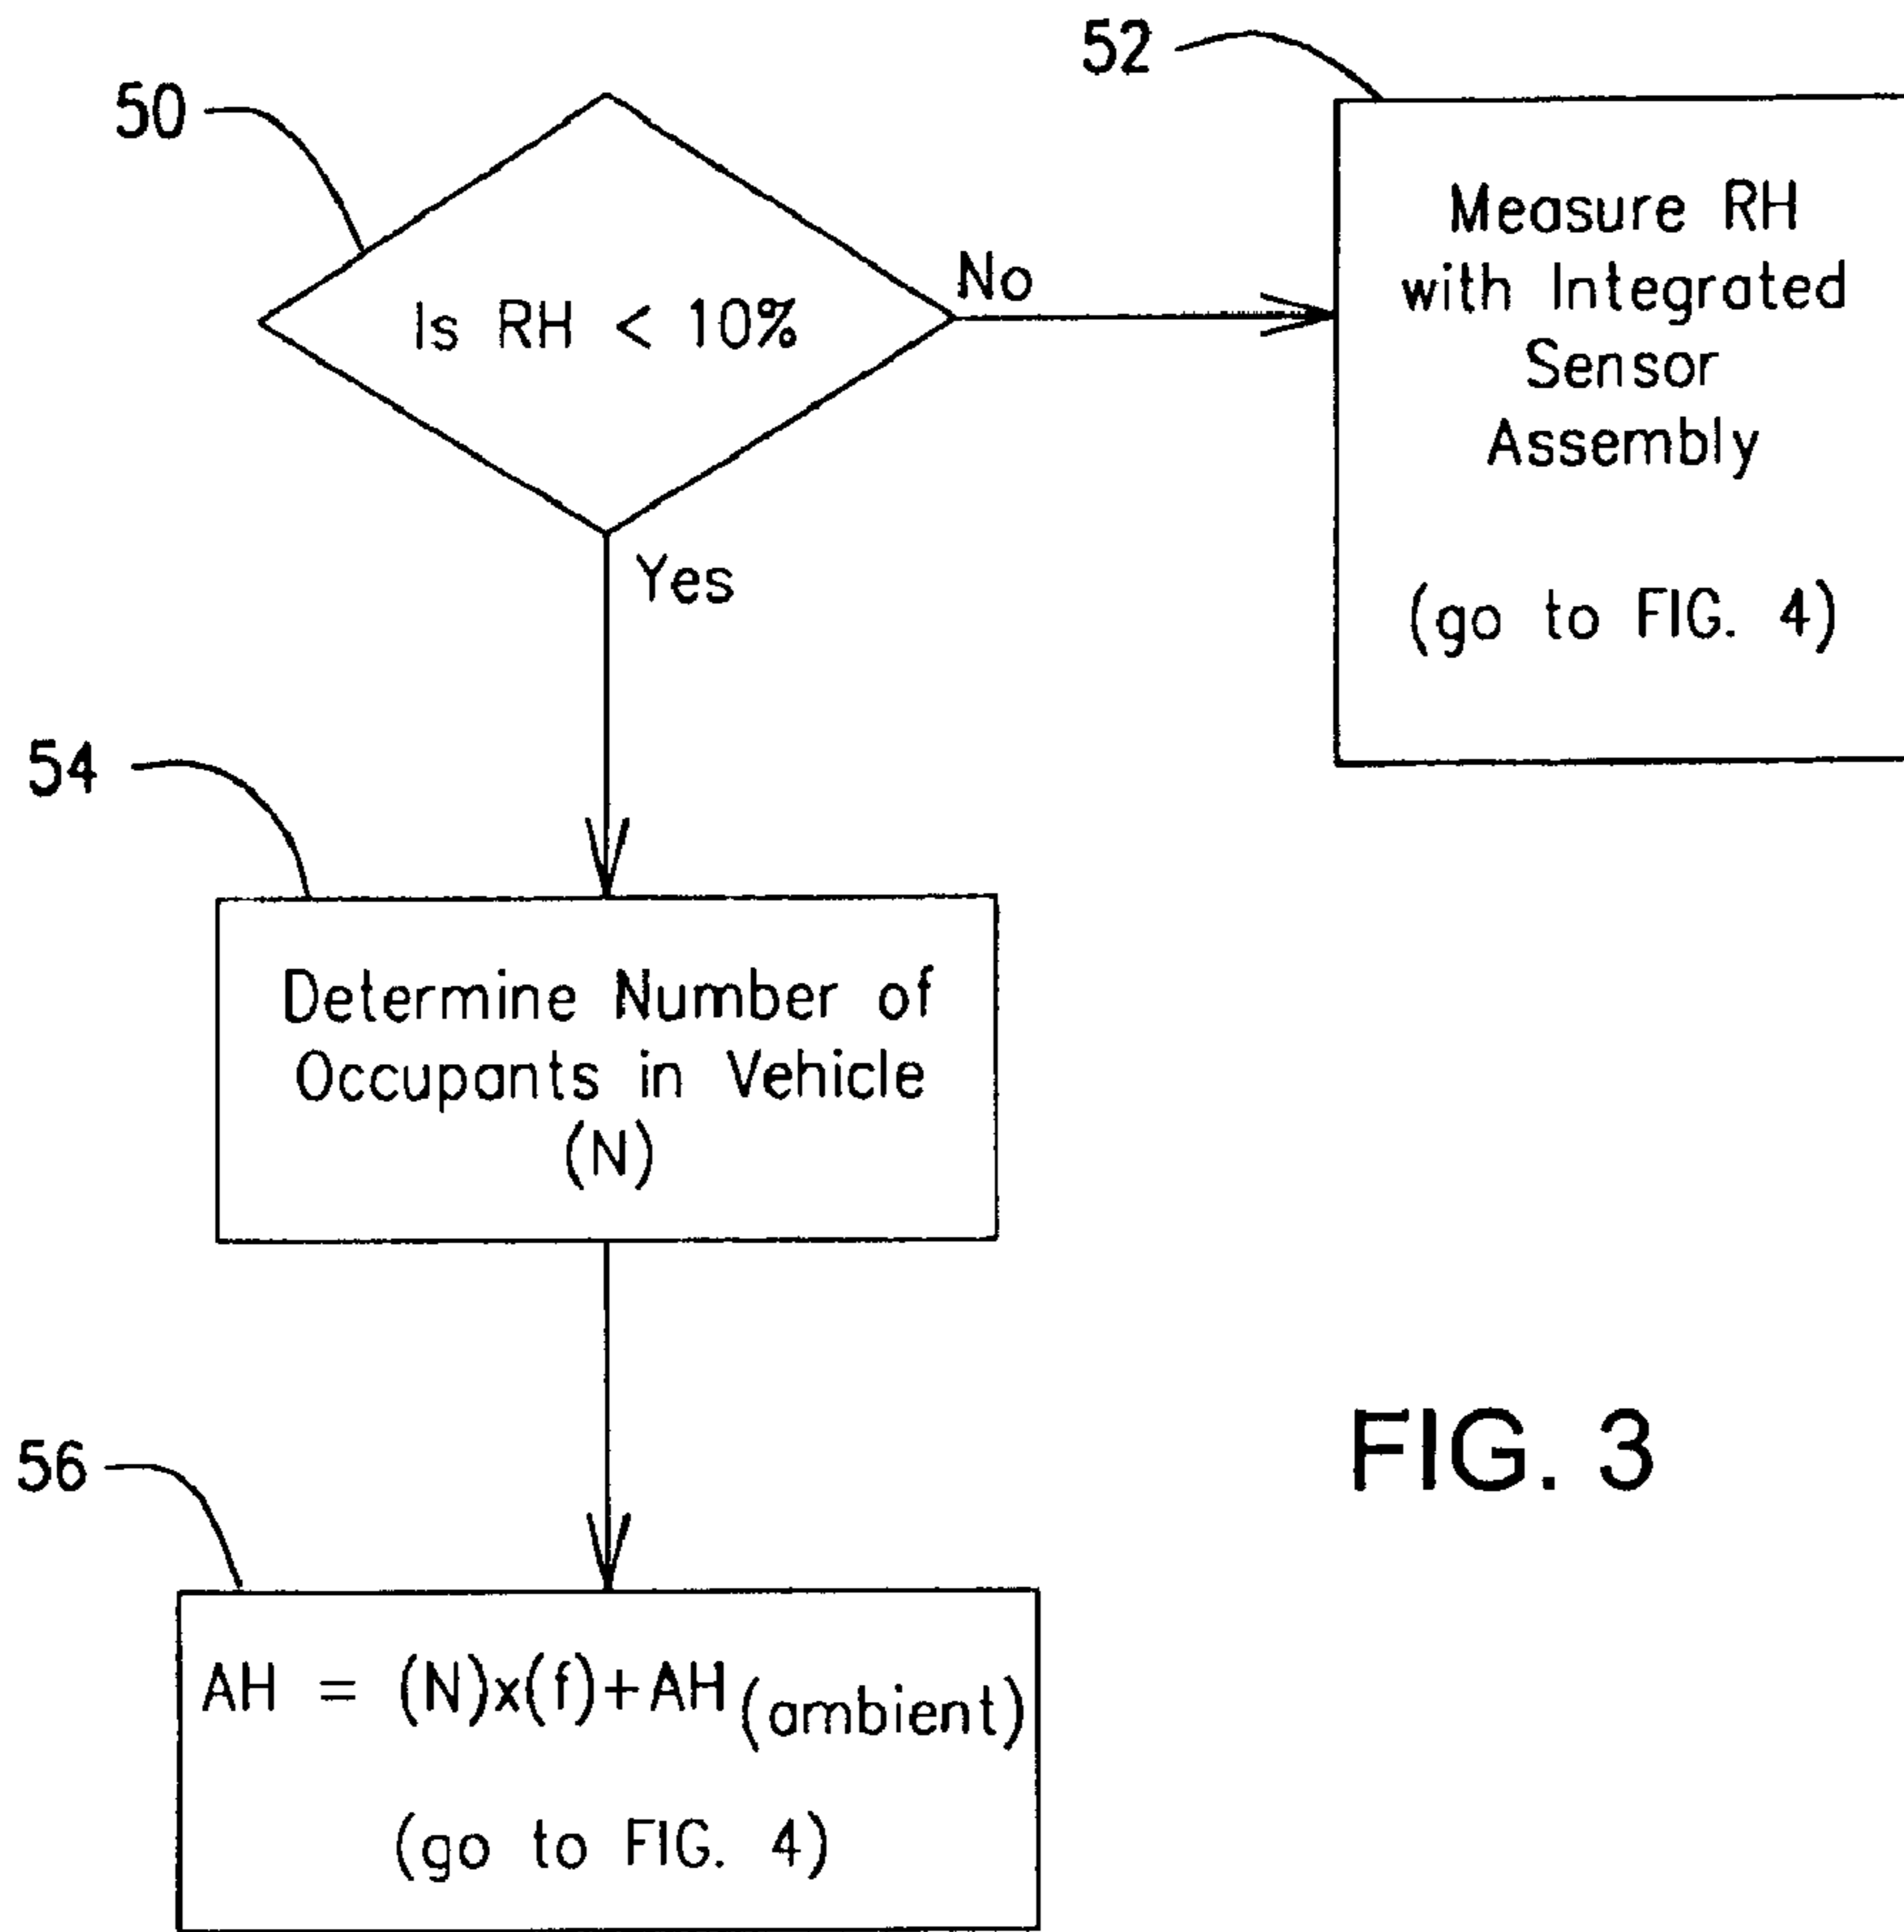 50
Is RH < 10%
No
Yes
52
Measure RH
with Integrated
Sensor
Assembly
(go to FIG. 4)
54
Determine Number of
Occupants in Vehicle
(N)
56
AH = (N)x(f)+AH(ambient)
(go to FIG. 4)
FIG. 3